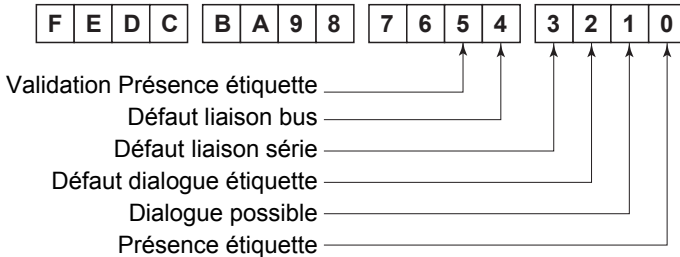 F E D C B A 9 8 7 6 5 4 3 2 1 0
Validation Présence étiquette
Défaut liaison bus
Défaut liaison série
Défaut dialogue étiquette
Dialogue possible
Présence étiquette